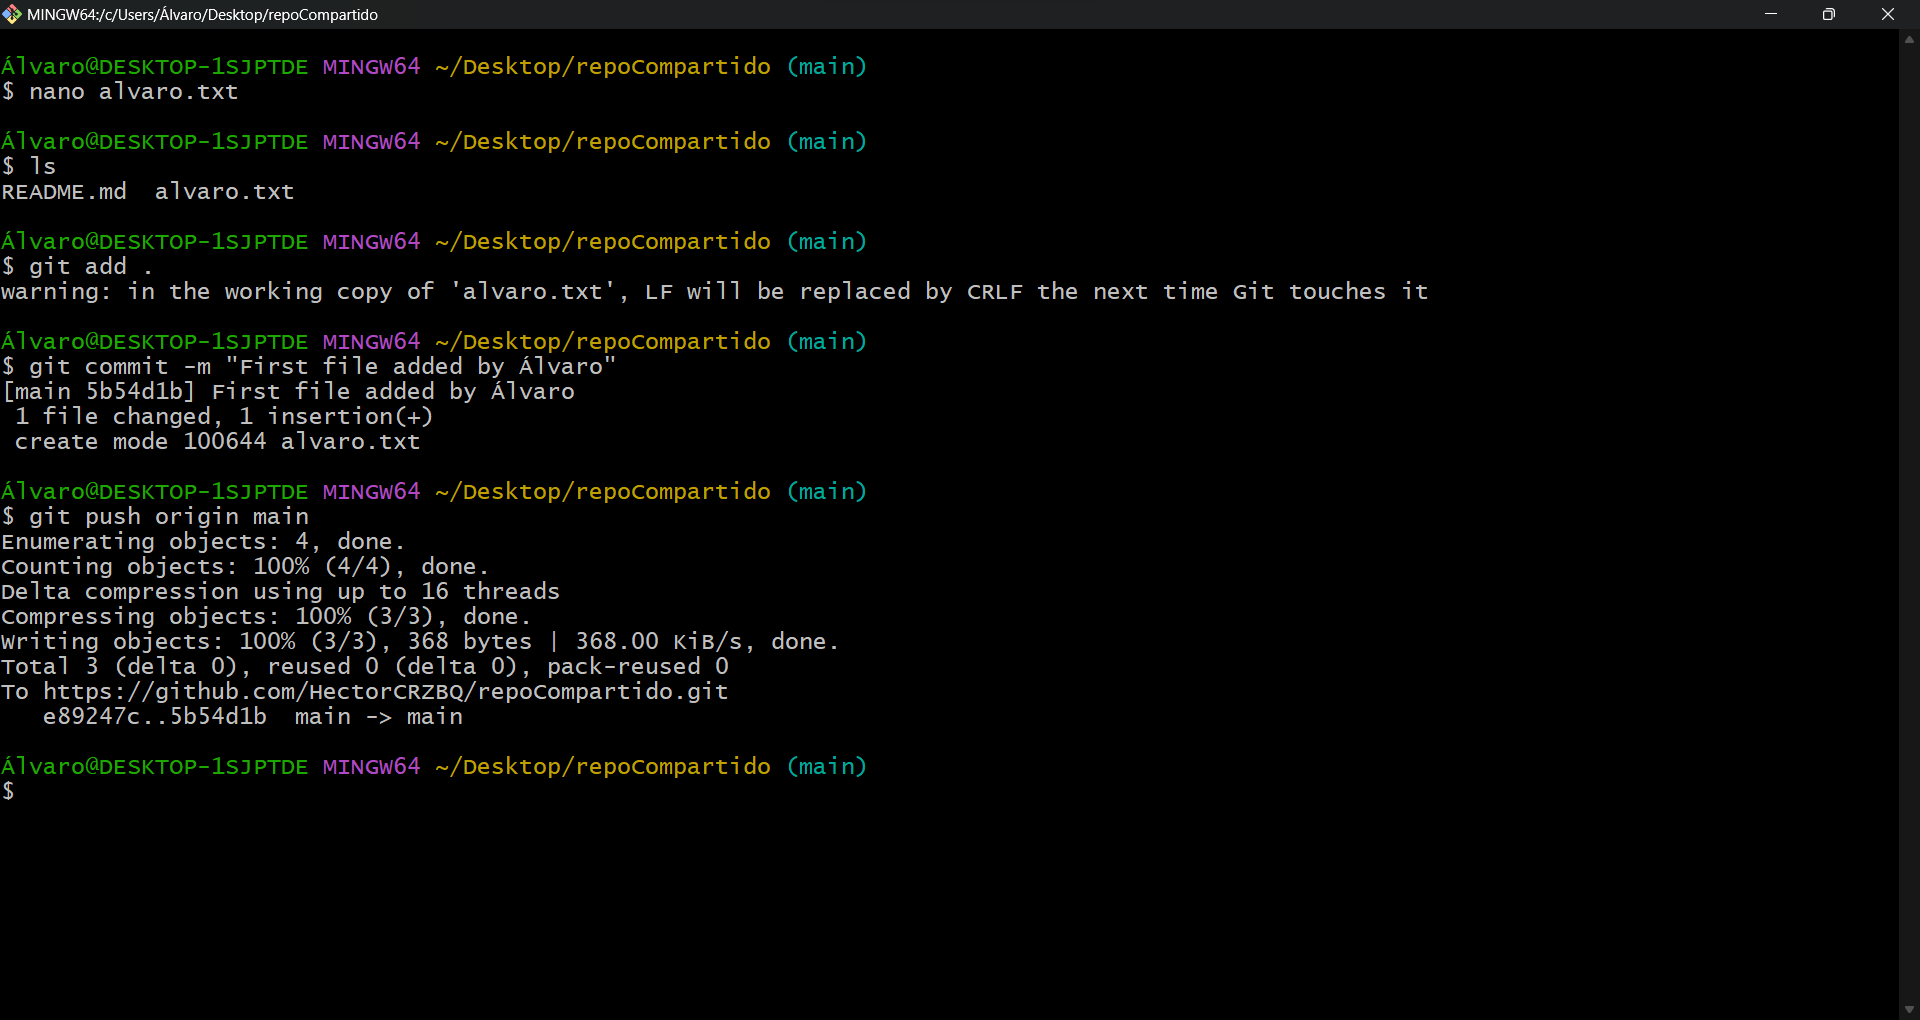 MINGW64:/c/Users/Álvaro/Desktop/repoCompartido
Álvaro@DESKTOP-1SJPTDE MINGW64 ~/Desktop/repoCompartido (main)
$ nano alvaro.txt
Álvaro@DESKTOP-1SJPTDE MINGW64 ~/Desktop/repoCompartido (main)
$ ls
README.md  alvaro.txt
Álvaro@DESKTOP-1SJPTDE MINGW64 ~/Desktop/repoCompartido (main)
$ git add .
warning: in the working copy of 'alvaro.txt', LF will be replaced by CRLF the next time Git touches it
Álvaro@DESKTOP-1SJPTDE MINGW64 ~/Desktop/repoCompartido (main)
$ git commit -m "First file added by Álvaro"
[main 5b54d1b] First file added by Álvaro
 1 file changed, 1 insertion(+)
 create mode 100644 alvaro.txt
Álvaro@DESKTOP-1SJPTDE MINGW64 ~/Desktop/repoCompartido (main)
$ git push origin main
Enumerating objects: 4, done.
Counting objects: 100% (4/4), done.
Delta compression using up to 16 threads
Compressing objects: 100% (3/3), done.
Writing objects: 100% (3/3), 368 bytes | 368.00 KiB/s, done.
Total 3 (delta 0), reused 0 (delta 0), pack-reused 0
To https://github.com/HectorCRZBQ/repoCompartido.git
   e89247c..5b54d1b  main -> main
Álvaro@DESKTOP-1SJPTDE MINGW64 ~/Desktop/repoCompartido (main)
$